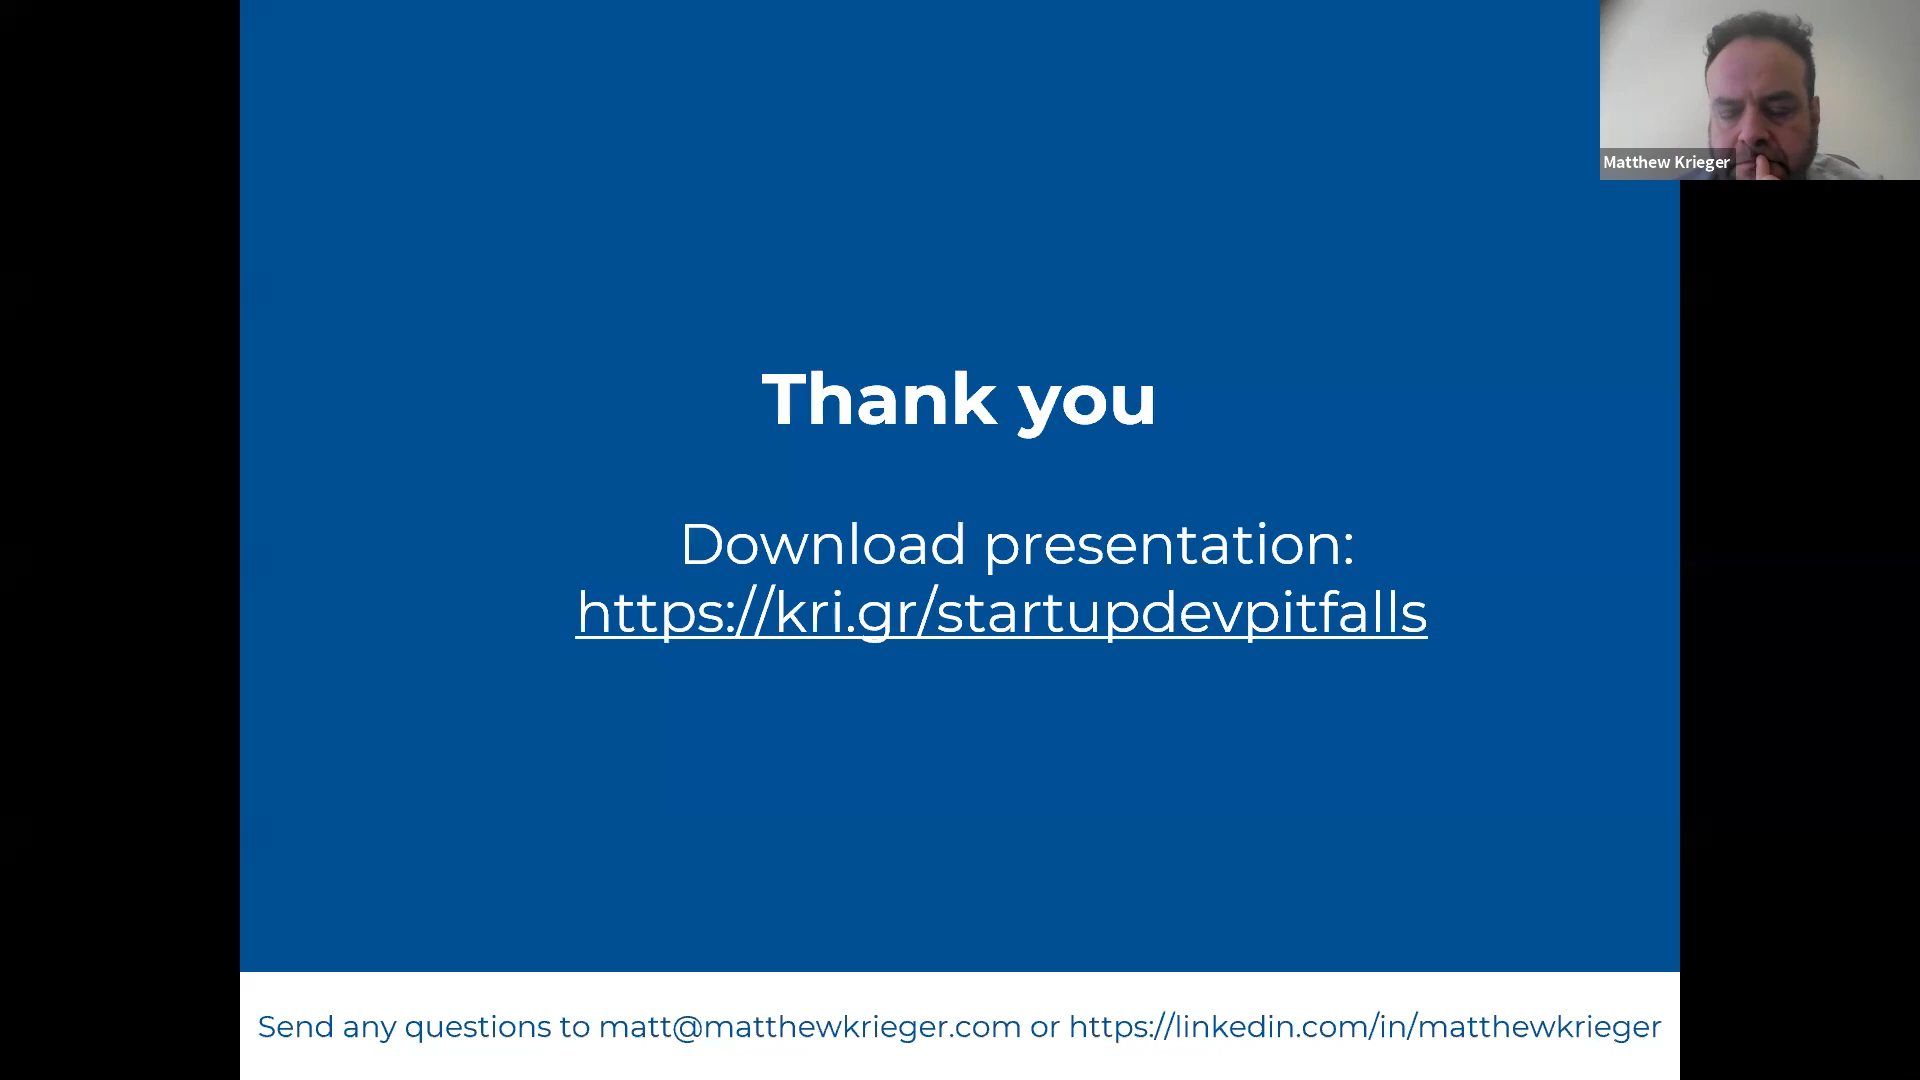 Matthew Krieger
Thank you
Download presentation:
https://kri.gr/startupdevpitfalls
Send any questions to matt@matthewkrieger.com or https://linkedin.com/in/matthewkrieger